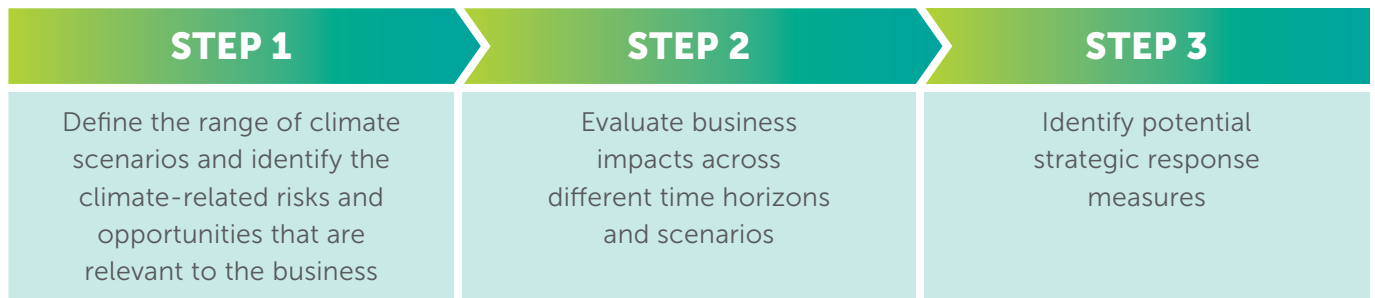 STEP 1
Define the range of climate
scenarios and identify the
climate-related risks and
opportunities that are
relevant to the business
STEP 2
Evaluate business
impacts across
different time horizons
and scenarios
STEP 3
Identify potential
strategic response
measures